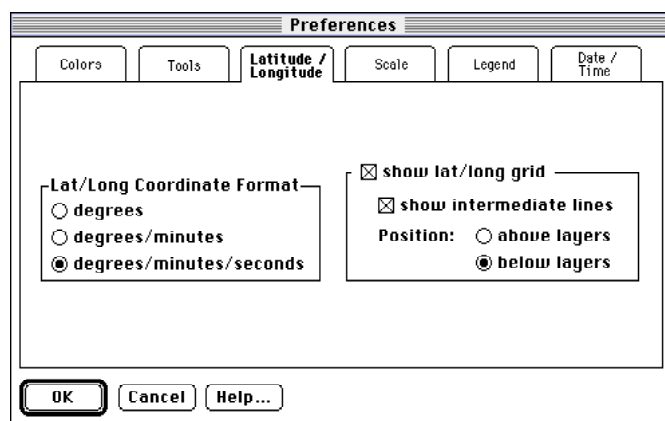 Preferences
Colors
Tools
Latitude /
Longitude
Scale
Legend
Date /
Time
Lat/Long Coordinate Format
degrees
degrees/minutes
degrees/minutes/seconds
show lat/long grid
show intermediate lines
Position: above layers
below layers
OK Cancel Help...